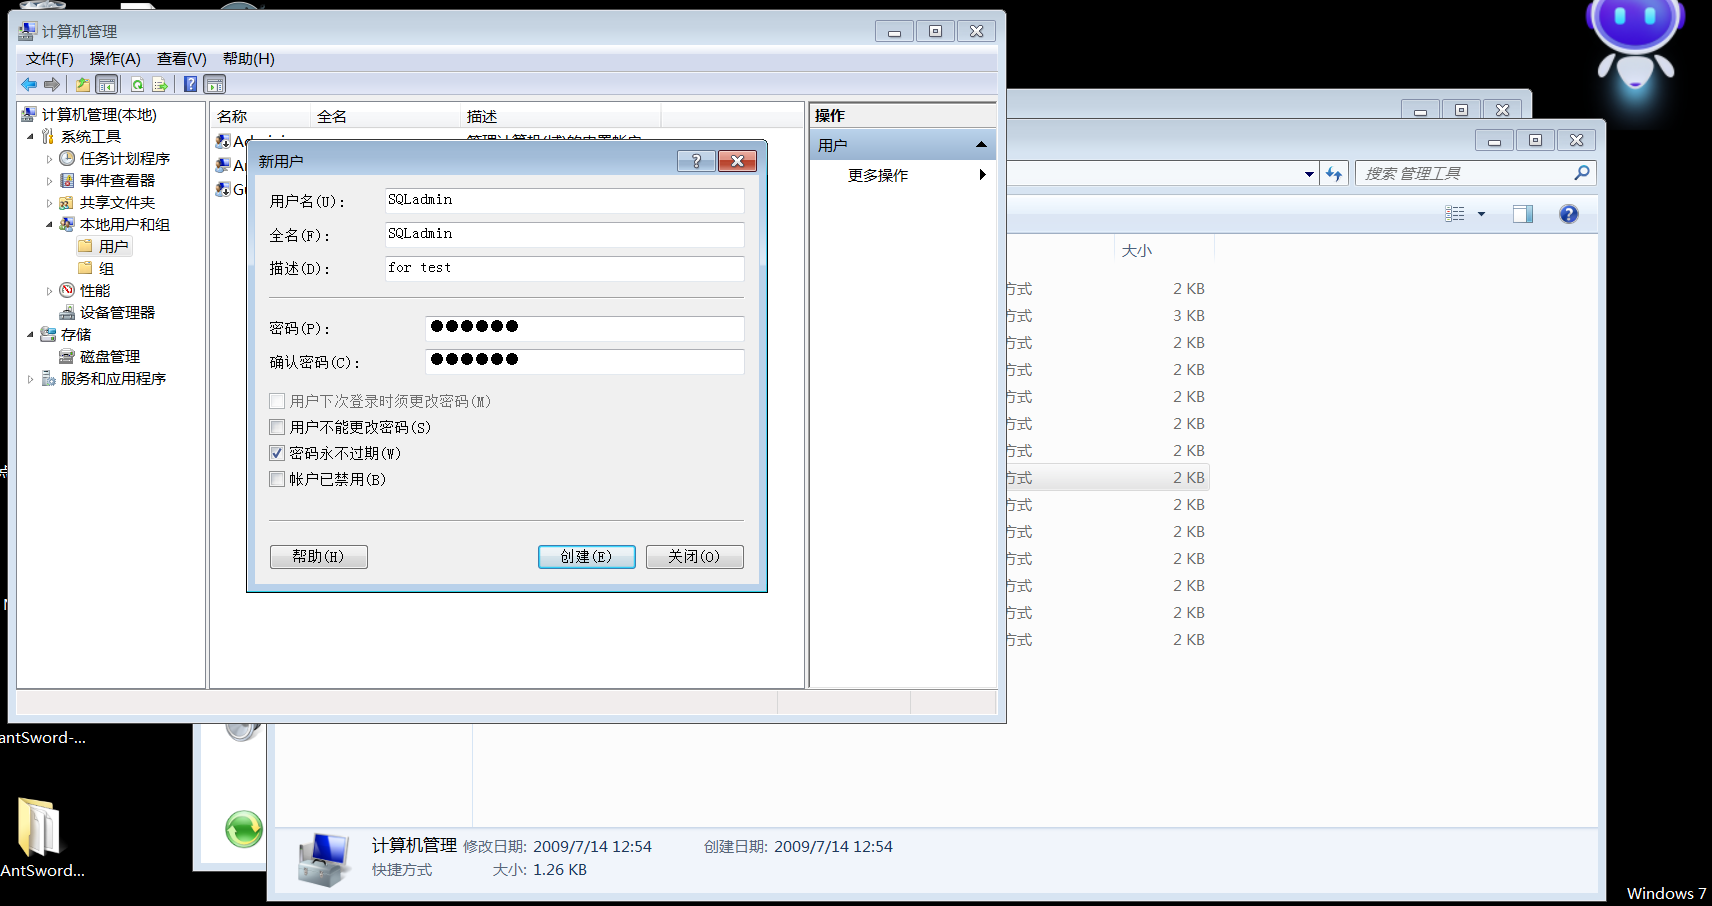 计算机管理
文件(F) 操作(A) 查看(V) 帮助(H)
计算机管理(本地)
系统工具
任务计划程序
事件查看器
共享文件夹
本地用户和组
用户
组
性能
设备管理器
存储
磁盘管理
服务和应用程序
名称 全名 描述
管理计算机(域)的内置帐户
操作
用户
更多操作
新用户
用户名(U): SQLadmin
全名(F): SQLadmin
描述(D): for test
密码(P): ●●●●●●
确认密码(C): ●●●●●●
用户下次登录时须更改密码(M)
用户不能更改密码(S)
密码永不过期(W)
帐户已禁用(B)
帮助(H) 创建(E) 关闭(O)
搜索 管理工具
大小
方式 2 KB
方式 3 KB
方式 2 KB
方式 2 KB
方式 2 KB
方式 2 KB
方式 2 KB
方式 2 KB
方式 2 KB
方式 2 KB
方式 2 KB
方式 2 KB
方式 2 KB
方式 2 KB
antSword-...
AntSword...
计算机管理 修改日期: 2009/7/14 12:54 创建日期: 2009/7/14 12:54
快捷方式 大小: 1.26 KB
Windows 7